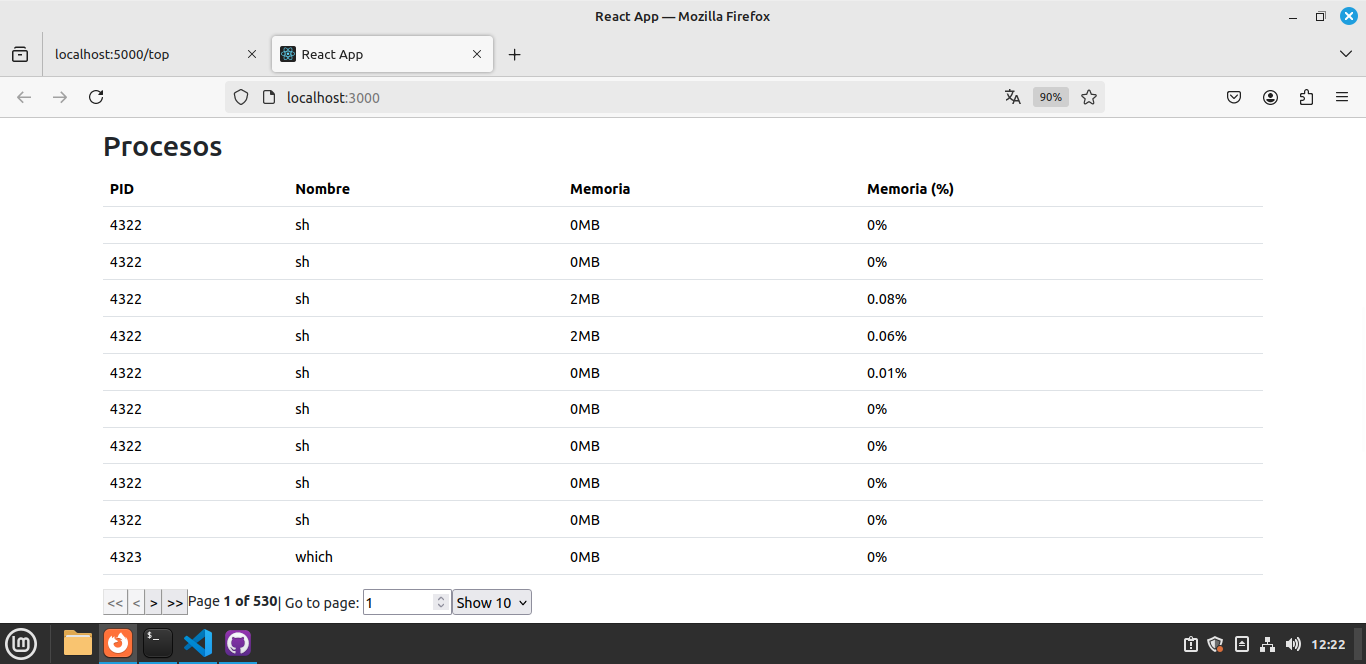 React App — Mozilla Firefox
localhost:5000/top
React App
localhost:3000
90%
Procesos
PID Nombre Memoria Memoria (%)
4322 sh 0MB 0%
4322 sh 0MB 0%
4322 sh 2MB 0.08%
4322 sh 2MB 0.06%
4322 sh 0MB 0.01%
4322 sh 0MB 0%
4322 sh 0MB 0%
4322 sh 0MB 0%
4322 sh 0MB 0%
4323 which 0MB 0%
<< < > >> Page 1 of 530| Go to page: 1 Show 10
12:22